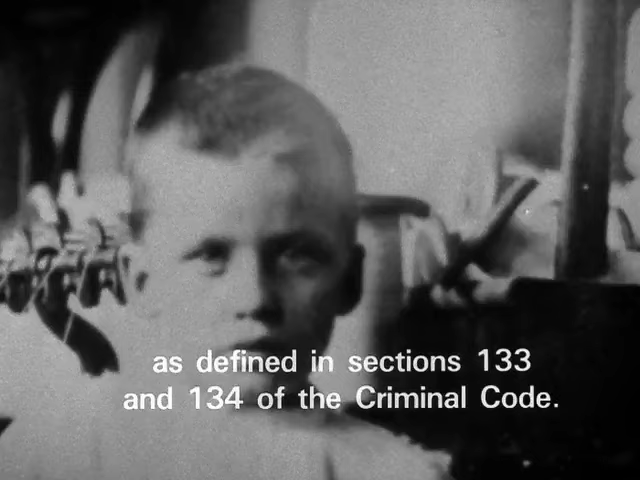 as defined in sections 133
and 134 of the Criminal Code.